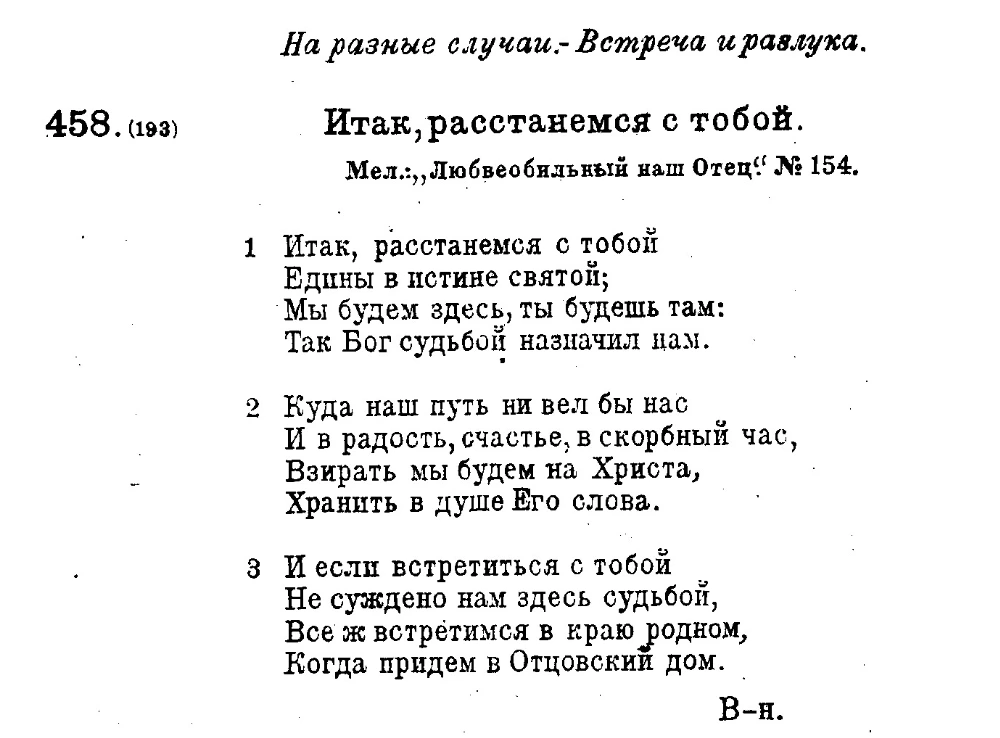 На разные случаи.- Встреча и разлука.
458. (193) Итак, расстанемся с тобой.
Мел.: „Любвеобильный наш Отец“. № 154.
1 Итак, расстанемся с тобой
Едины в истине святой;
Мы будем здесь, ты будешь там:
Так Бог судьбой назначил нам.
2 Куда наш путь ни вел бы нас
И в радость, счастье, в скорбный час,
Взирать мы будем на Христа,
Хранить в душе Его слова.
3 И если встретиться с тобой
Не суждено нам здесь судьбой,
Все ж встретимся в краю родном,
Когда придем в Отцовский дом.
В-н.